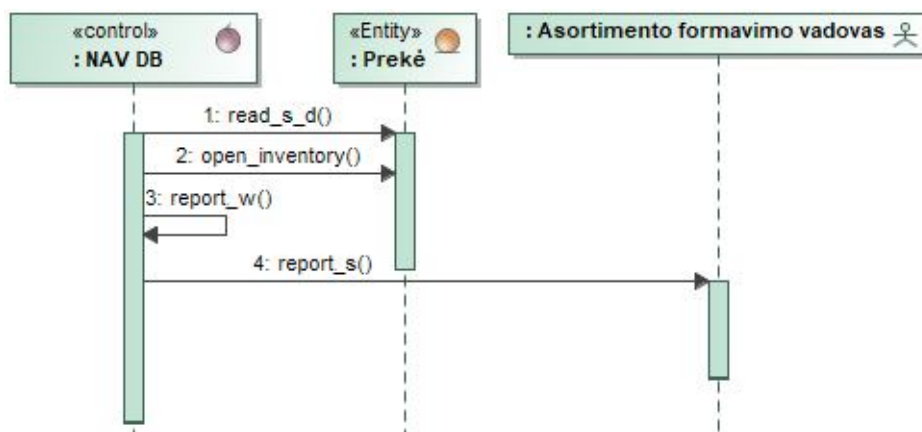 «control»
: NAV DB
«Entity»
: Prekė
: Asortimento formavimo vadovas
1: read_s_d()
2: open_inventory()
3: report_w()
4: report_s()